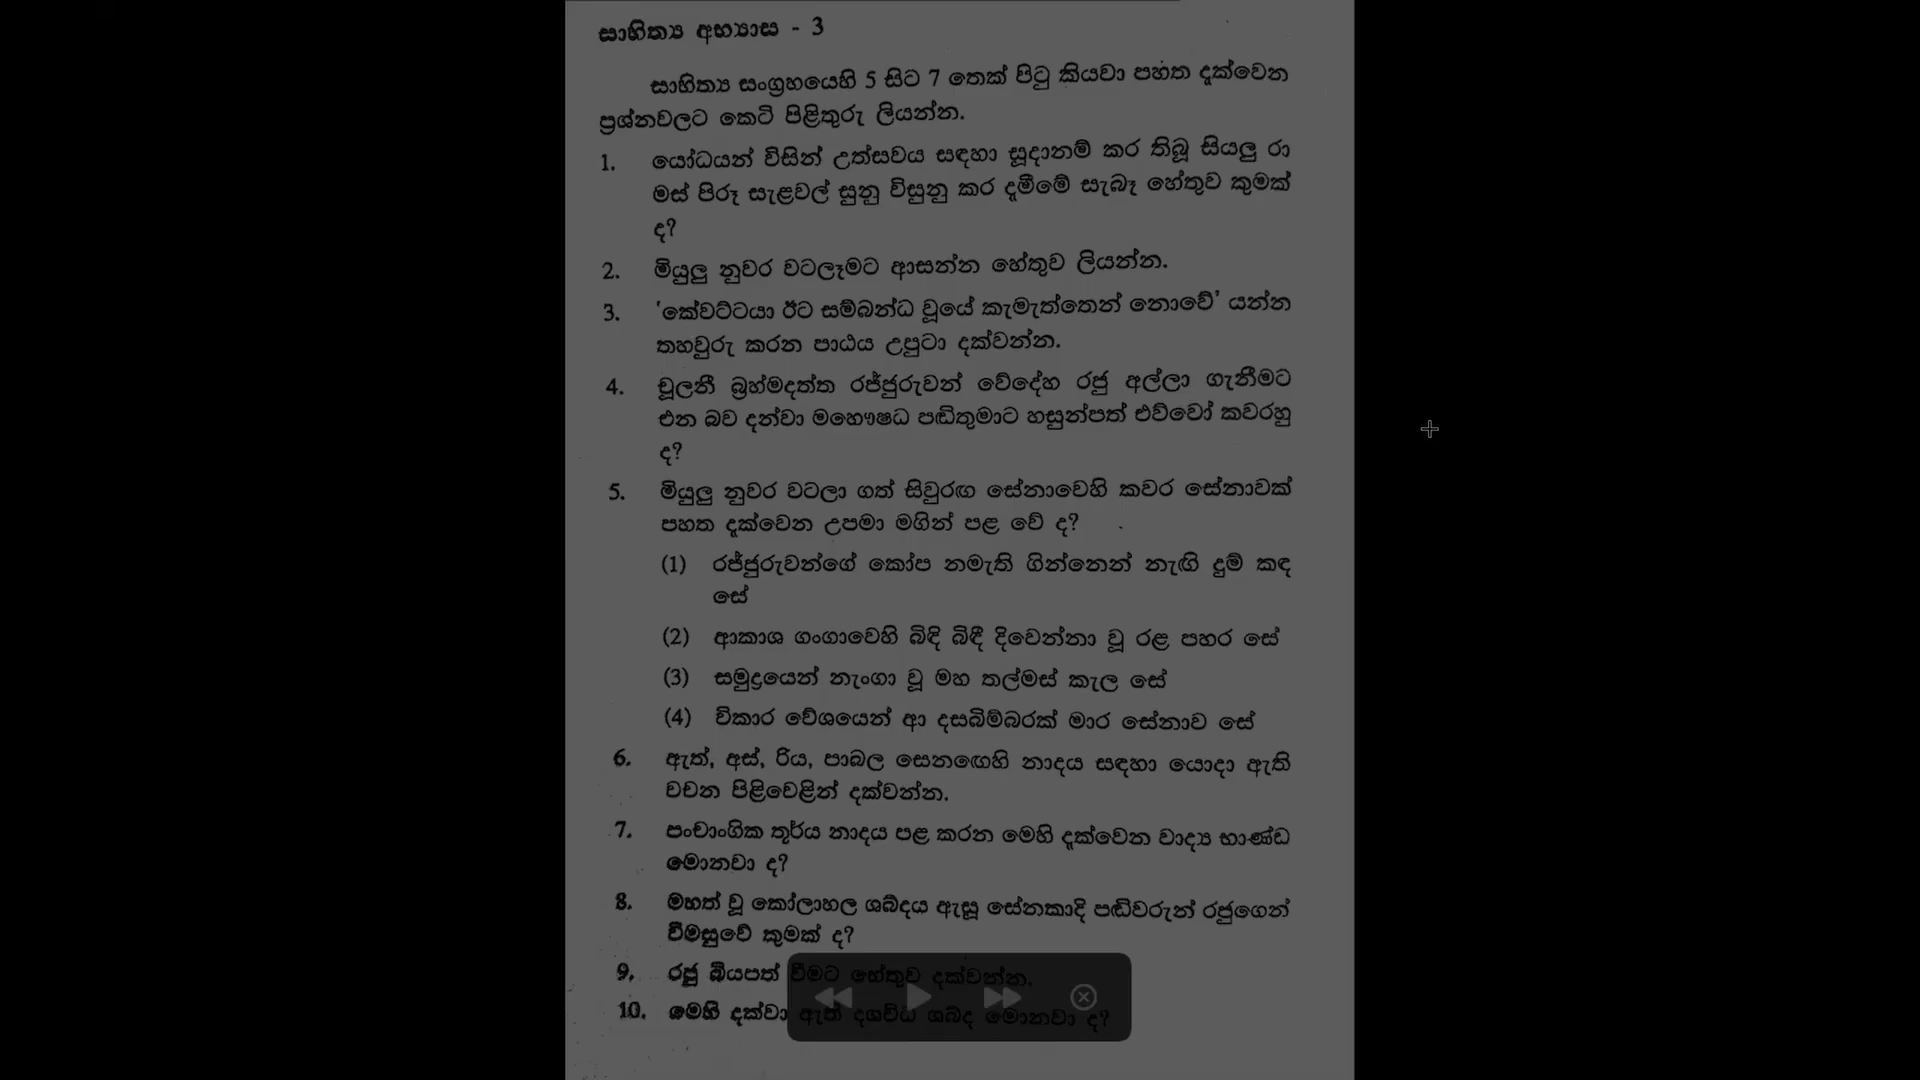 සාහිත්‍ය අභ්‍යාස - 3
සාහිත්‍ය සංග්‍රහයෙහි 5 සිට 7 තෙක් පිටු කියවා පහත දැක්වෙන
ප්‍රශ්නවලට කෙටි පිළිතුරු ලියන්න.
1. යෝධයන් විසින් උත්සවය සඳහා සූදානම් කර තිබූ සියලු රා
මස් පිරූ සැළවල් සුනු විසුනු කර දැමීමේ සැබෑ හේතුව කුමක්
ද?
2. මියුලු නුවර වටලෑමට ආසන්න හේතුව ලියන්න.
3. 'කේවට්ටයා ඊට සම්බන්ධ වූයේ කැමැත්තෙන් නොවේ' යන්න
තහවුරු කරන පාඨය උපුටා දක්වන්න.
4. චූලනී බ්‍රහ්මදත්ත රජ්ජුරුවන් වේදේහ රජු අල්ලා ගැනීමට
එන බව දන්වා මහෞෂධ පඬිතුමාට හසුන්පත් එව්වෝ කවරහු
ද?
5. මියුලු නුවර වටලා ගත් සිවුරඟ සේනාවෙහි කවර සේනාවක්
පහත දැක්වෙන උපමා මගින් පළ වේ ද?
(1) රජ්ජුරුවන්ගේ කෝප නමැති ගින්නෙන් නැඟි දුම් කඳ
සේ
(2) ආකාශ ගංගාවෙහි බිඳි බිඳී දිවෙන්නා වූ රළ පහර සේ
(3) සමුද්‍රයෙන් නැංගා වූ මහ තල්මස් කැල සේ
(4) විකාර වේශයෙන් ආ දසබිම්බරක් මාර සේනාව සේ
6. ඇත්, අස්, රිය, පාබල සෙනඟෙහි නාදය සඳහා යොදා ඇති
වචන පිළිවෙළින් දක්වන්න.
7. පංචාංගික තූර්ය නාදය පළ කරන මෙහි දැක්වෙන වාද්‍ය භාණ්ඩ
මොනවා ද?
8. මහත් වූ කෝලාහල ශබ්දය ඇසූ සේනකාදි පඬිවරුන් රජුගෙන්
විමසුවේ කුමක් ද?
9. රජු බියපත් වීමට හේතුව දක්වන්න.
10. මෙහි දක්වා ඇති දශවිධ ශබ්ද මොනවා ද?